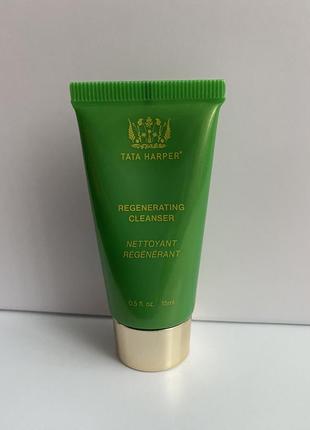 TATA HARPER®
REGENERATING
CLEANSER
NETTOYANT
RÉGÉNÉRANT
0.5 fl. oz. 15ml